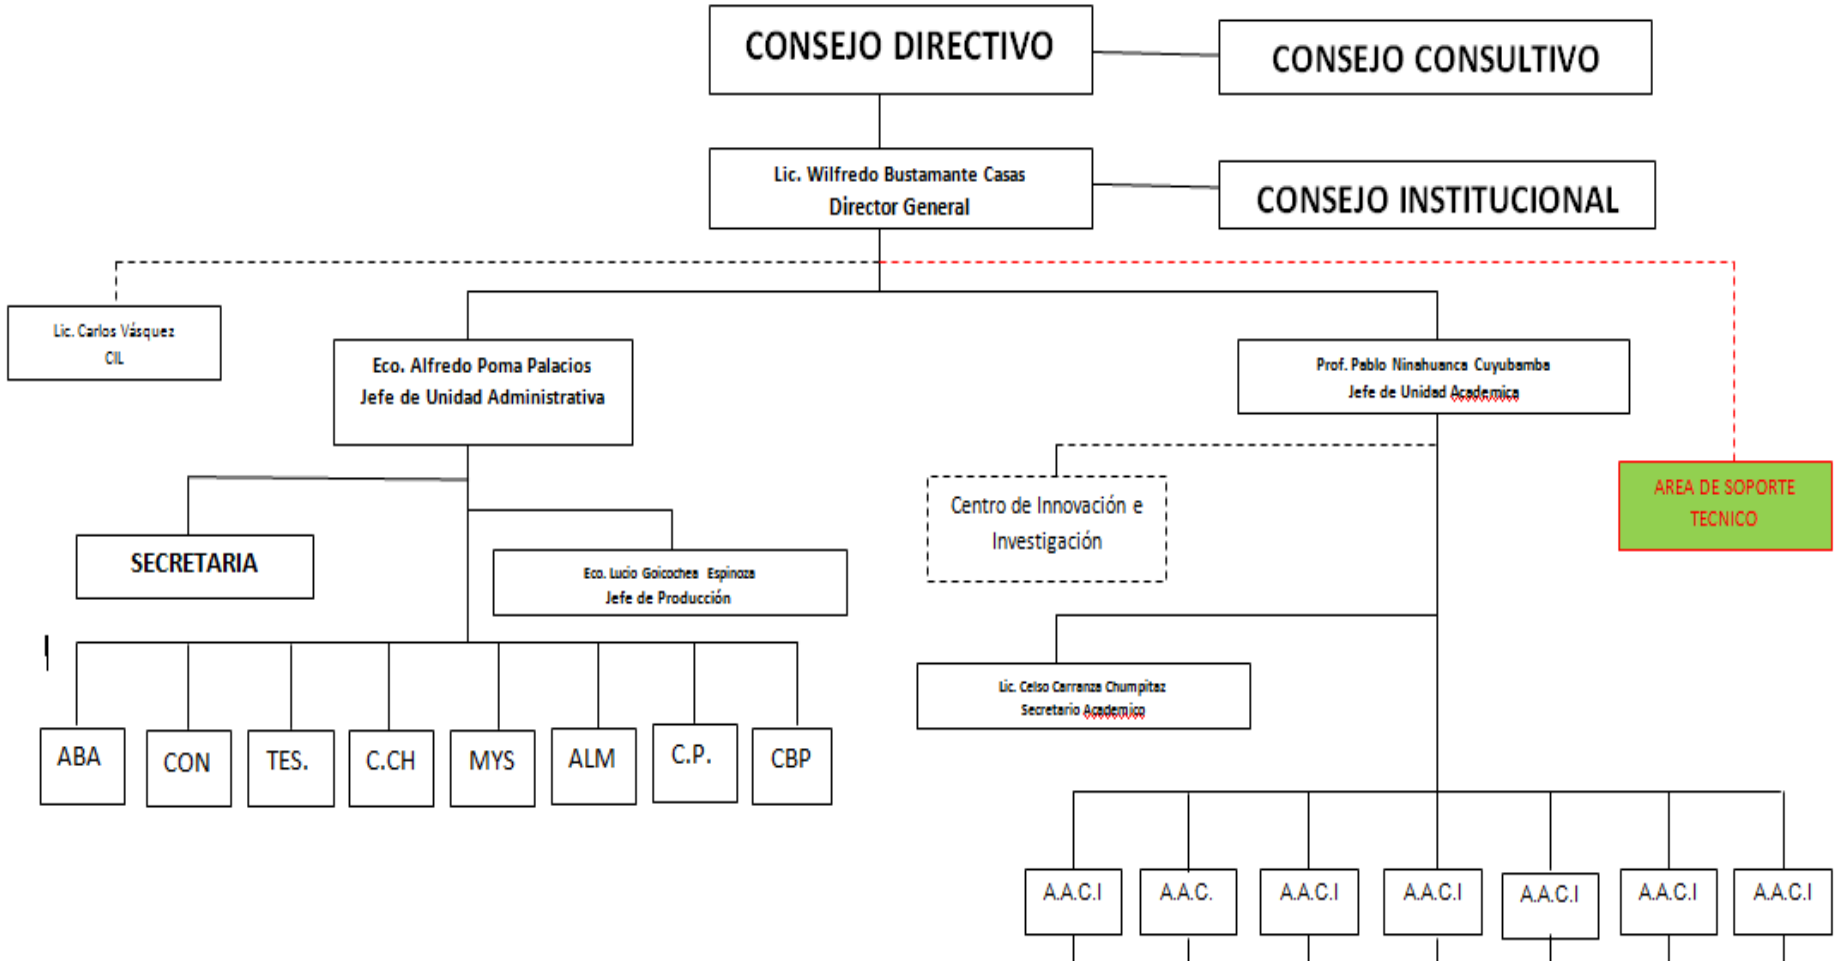 CONSEJO DIRECTIVO
CONSEJO CONSULTIVO
Lic. Wilfredo Bustamante Casas
Director General
CONSEJO INSTITUCIONAL
Lic. Carlos Vásquez
CIL
Eco. Alfredo Poma Palacios
Jefe de Unidad Administrativa
Prof. Pablo Ninahuanca Cuyubamba
Jefe de Unidad Academica
AREA DE SOPORTE
TECNICO
Centro de Innovación e
Investigación
SECRETARIA
Eco. Lucio Goicochea Espinoza
Jefe de Producción
Lic. Celso Carranza Chumpitaz
Secretario Academico
ABA
CON
TES.
C.CH
MYS
ALM
C.P.
CBP
A.A.C.I
A.A.C.
A.A.C.I
A.A.C.I
A.A.C.I
A.A.C.I
A.A.C.I